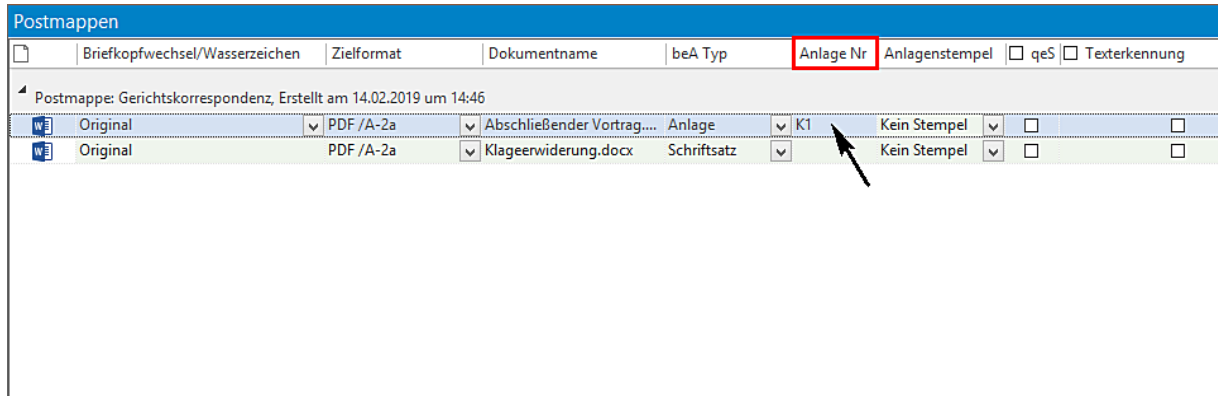 Postmappen
Briefkopfwechsel/Wasserzeichen Zielformat Dokumentname beA Typ Anlage Nr Anlagenstempel qeS Texterkennung
Postmappe: Gerichtskorrespondenz, Erstellt am 14.02.2019 um 14:46
Original PDF/A-2a Abschließender Vortrag.... Anlage K1 Kein Stempel
Original PDF/A-2a Klageerwiderung.docx Schriftsatz Kein Stempel